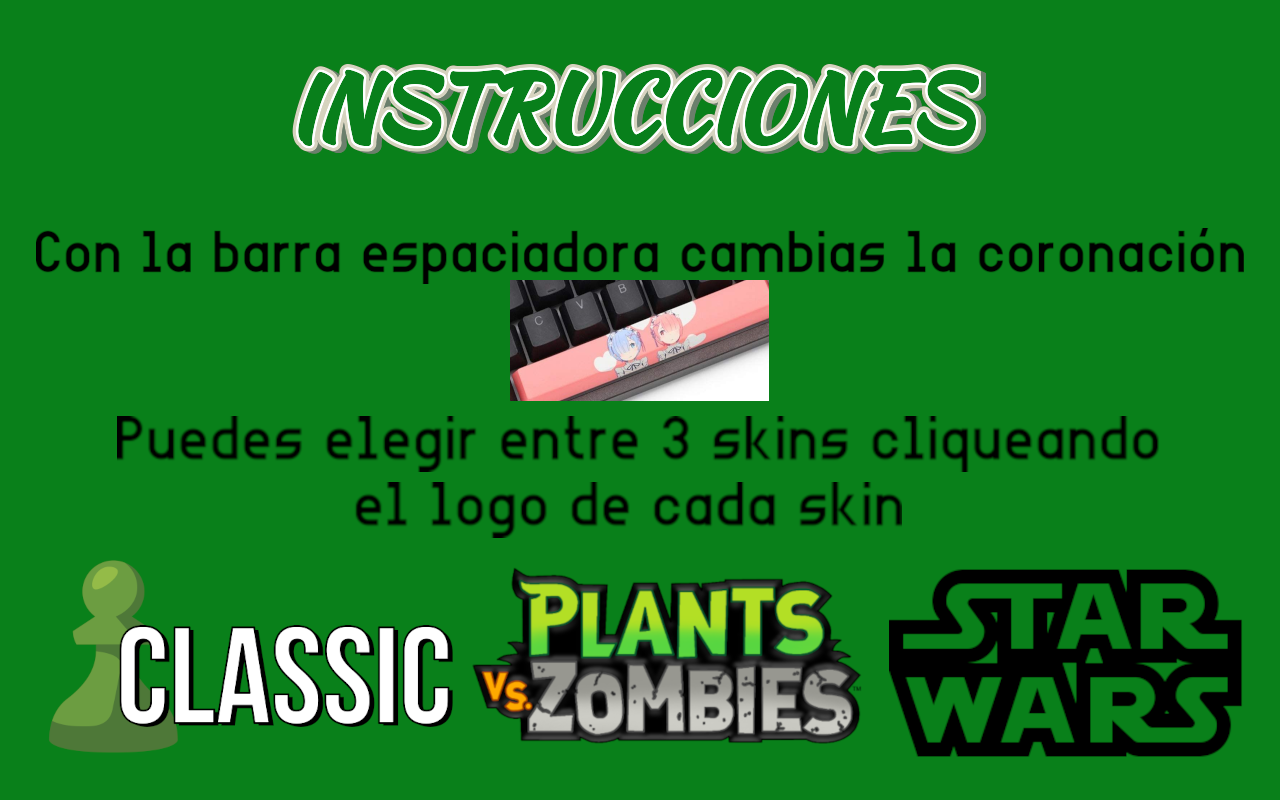 INSTRUCCIONES
Con la barra espaciadora cambias la coronación
C V B
Puedes elegir entre 3 skins cliqueando
el logo de cada skin
CLASSIC
PLANTS
VS. ZOMBIES™
STAR
WARS